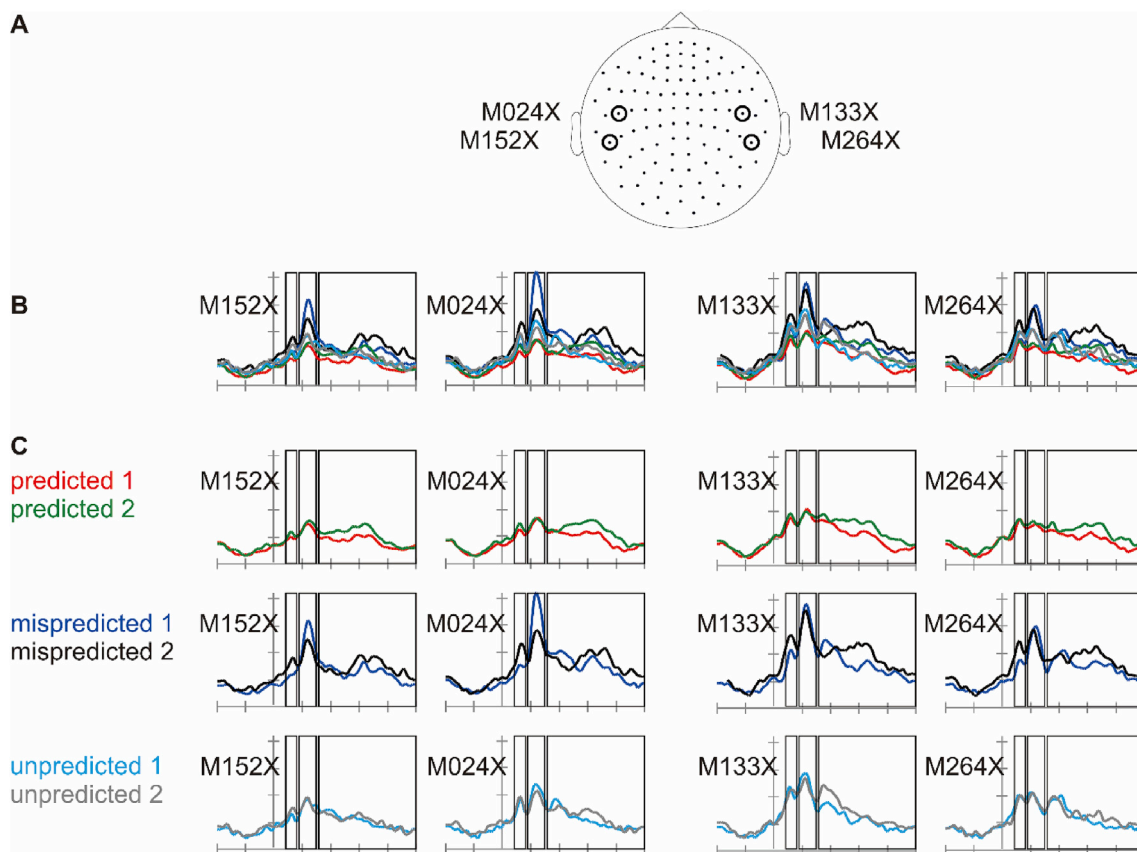 A
M024X M133X
M152X M264X
B
M152X M024X M133X M264X
C
predicted 1
predicted 2
M152X M024X M133X M264X
mispredicted 1
mispredicted 2
M152X M024X M133X M264X
unpredicted 1
unpredicted 2
M152X M024X M133X M264X